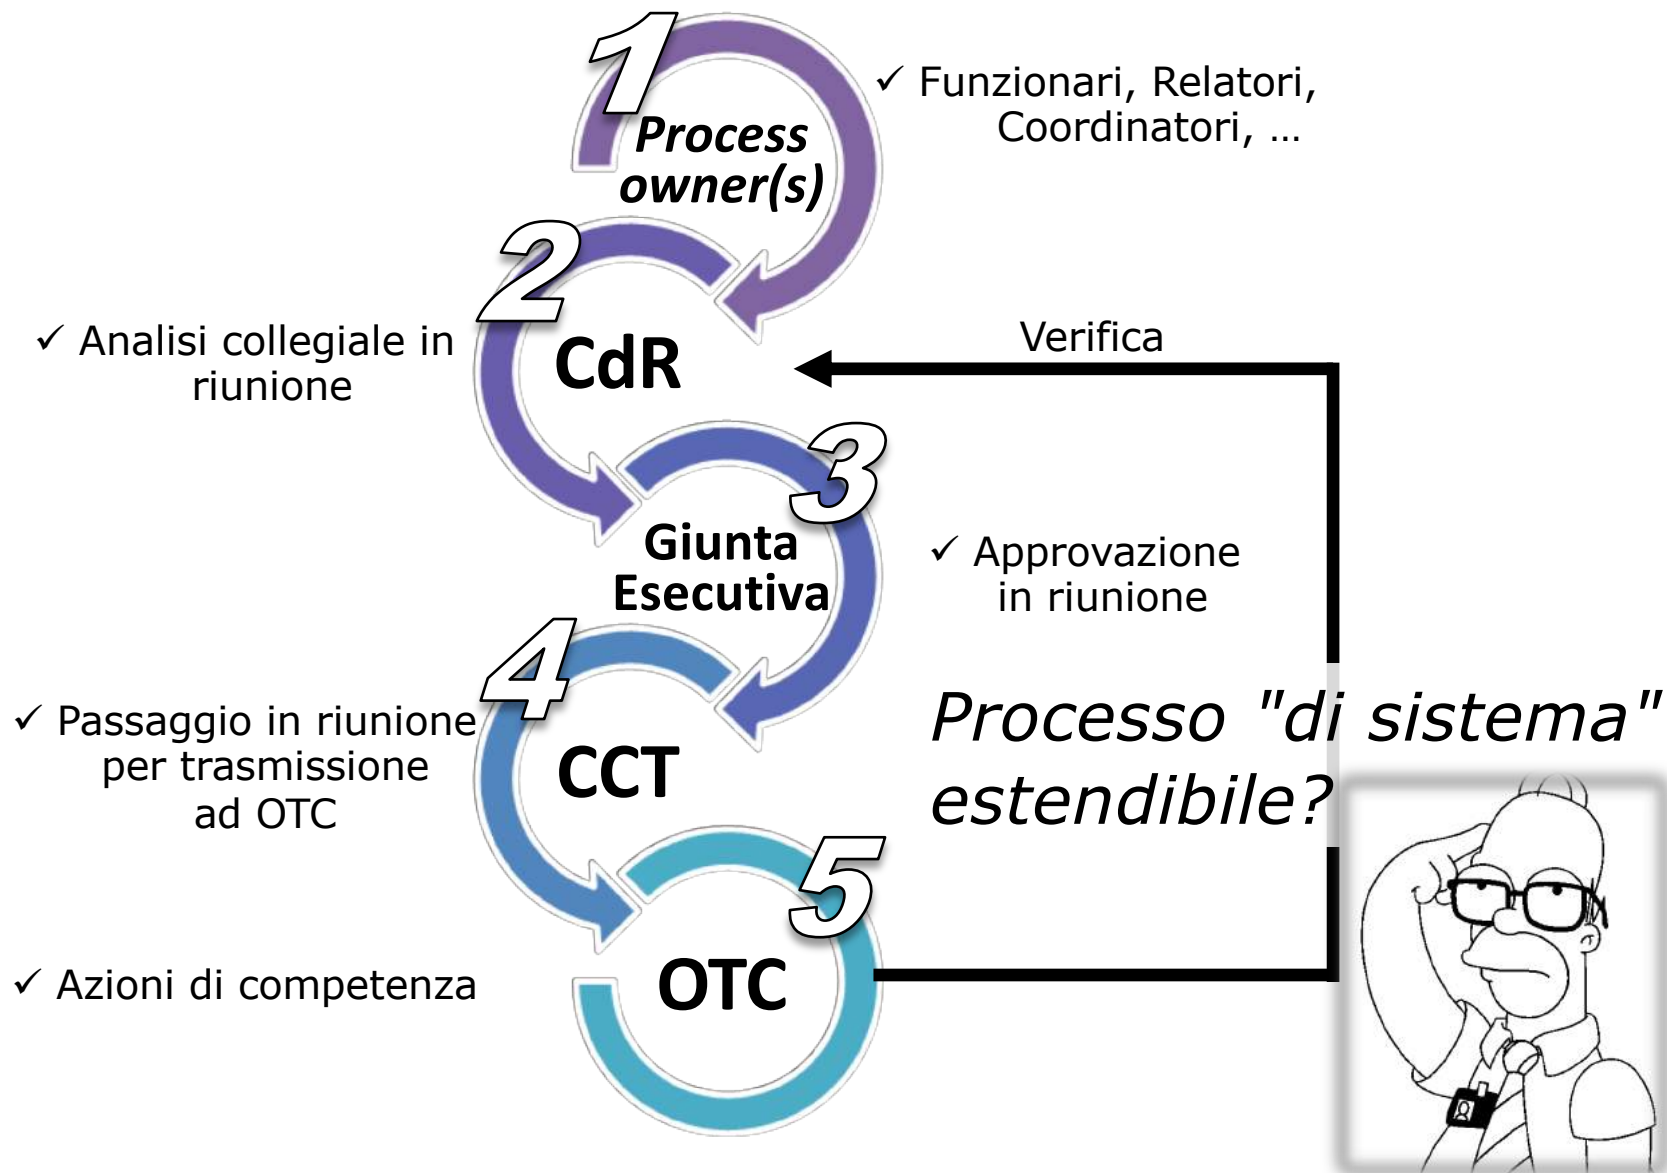 1
Process
owner(s)
✓ Funzionari, Relatori,
Coordinatori, ...
2
CdR
✓ Analisi collegiale in
riunione
Verifica
3
Giunta
Esecutiva
✓ Approvazione
in riunione
4
CCT
✓ Passaggio in riunione
per trasmissione
ad OTC
Processo "di sistema"
estendibile?
5
OTC
✓ Azioni di competenza